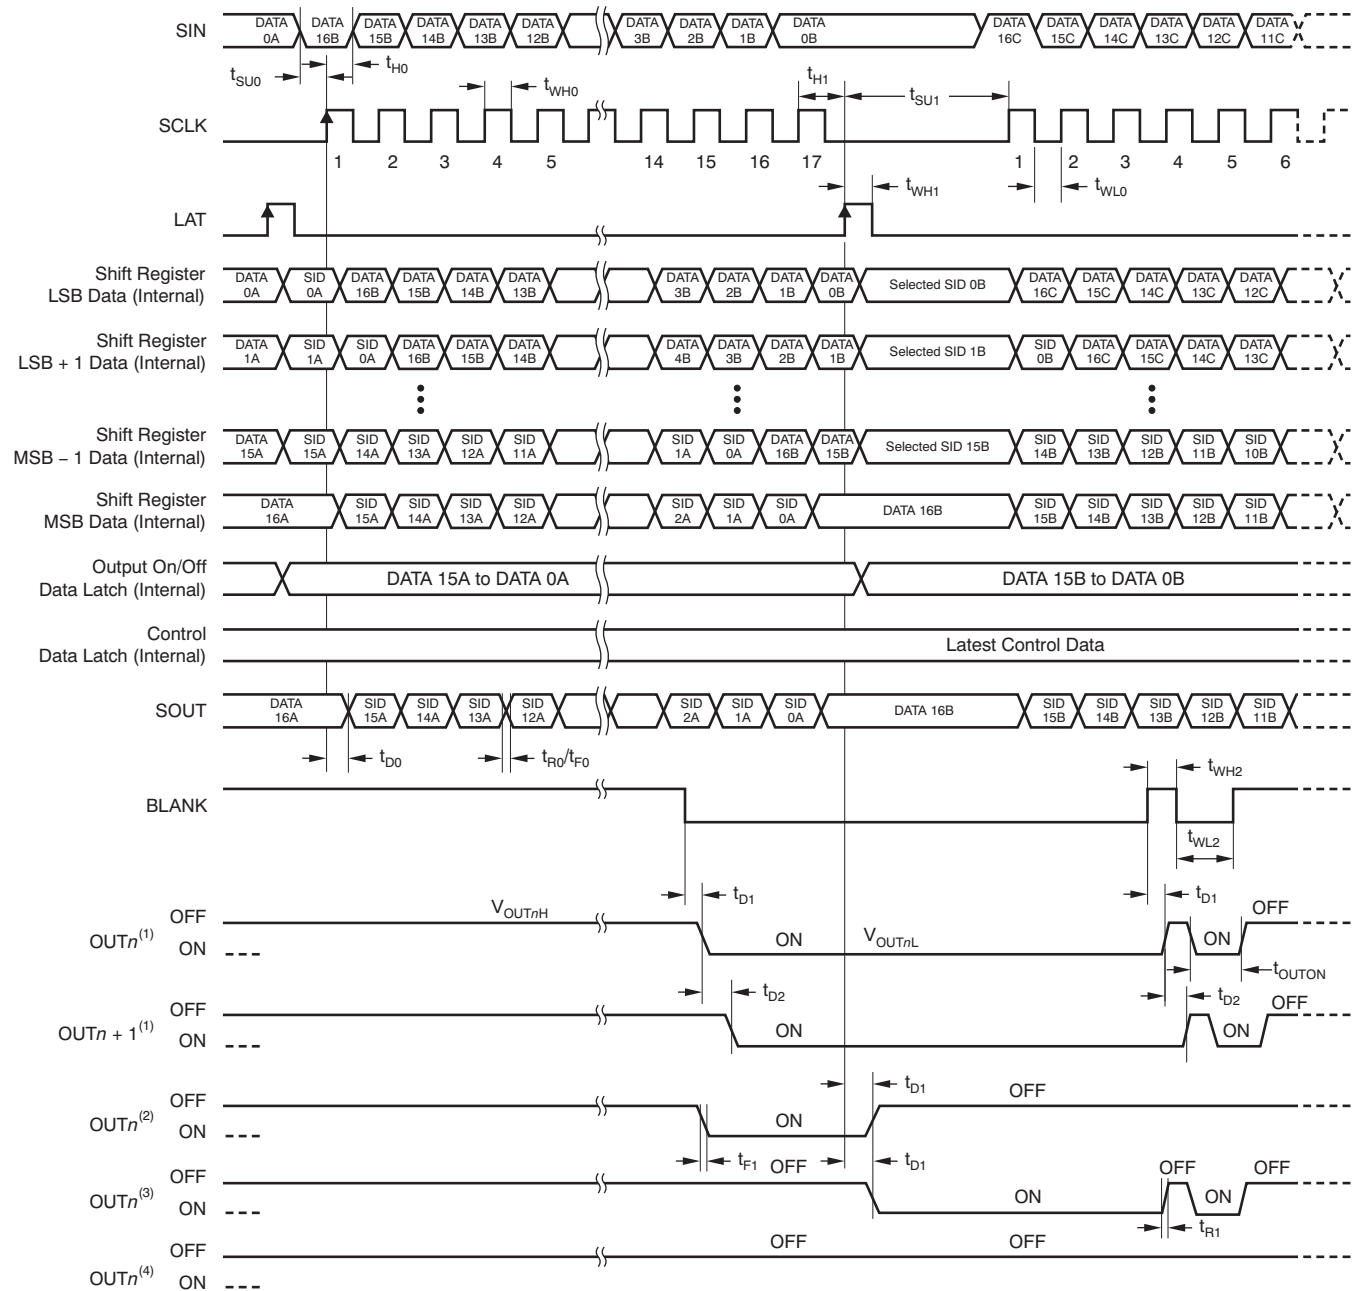 SIN
DATA 0A
DATA 16B
DATA 15B
DATA 14B
DATA 13B
DATA 12B
DATA 3B
DATA 2B
DATA 1B
DATA 0B
DATA 16C
DATA 15C
DATA 14C
DATA 13C
DATA 12C
DATA 11C
tSU0
tH0
tWH0
tH1
tSU1
SCLK
1
2
3
4
5
14
15
16
17
1
2
3
4
5
6
tWH1
tWL0
LAT
Shift Register
LSB Data (Internal)
DATA 0A
SID 0A
DATA 16B
DATA 15B
DATA 14B
DATA 13B
DATA 3B
DATA 2B
DATA 1B
DATA 0B
Selected SID 0B
DATA 16C
DATA 15C
DATA 14C
DATA 13C
DATA 12C
Shift Register
LSB + 1 Data (Internal)
DATA 1A
SID 1A
SID 0A
DATA 16B
DATA 15B
DATA 14B
DATA 4B
DATA 3B
DATA 2B
DATA 1B
Selected SID 1B
SID 0B
DATA 16C
DATA 15C
DATA 14C
DATA 13C
Shift Register
MSB − 1 Data (Internal)
DATA 15A
SID 15A
SID 14A
SID 13A
SID 12A
SID 11A
SID 1A
SID 0A
DATA 16B
DATA 15B
Selected SID 15B
SID 14B
SID 13B
SID 12B
SID 11B
SID 10B
Shift Register
MSB Data (Internal)
DATA 16A
SID 15A
SID 14A
SID 13A
SID 12A
SID 2A
SID 1A
SID 0A
DATA 16B
SID 15B
SID 14B
SID 13B
SID 12B
SID 11B
Output On/Off
Data Latch (Internal)
DATA 15A to DATA 0A
DATA 15B to DATA 0B
Control
Data Latch (Internal)
Latest Control Data
SOUT
DATA 16A
SID 15A
SID 14A
SID 13A
SID 12A
SID 2A
SID 1A
SID 0A
DATA 16B
SID 15B
SID 14B
SID 13B
SID 12B
SID 11B
tD0
tR0/tF0
BLANK
tWH2
tWL2
tD1
tD1
OUTn(1)
OFF
ON
VOUTnH
ON
VOUTnL
ON
OFF
tOUTON
tD2
tD2
OUTn + 1(1)
OFF
ON
ON
ON
OFF
tD1
OUTn(2)
OFF
ON
ON
OFF
tF1
tD1
OUTn(3)
OFF
ON
OFF
ON
OFF
ON
OFF
tR1
OUTn(4)
OFF
ON
OFF
OFF